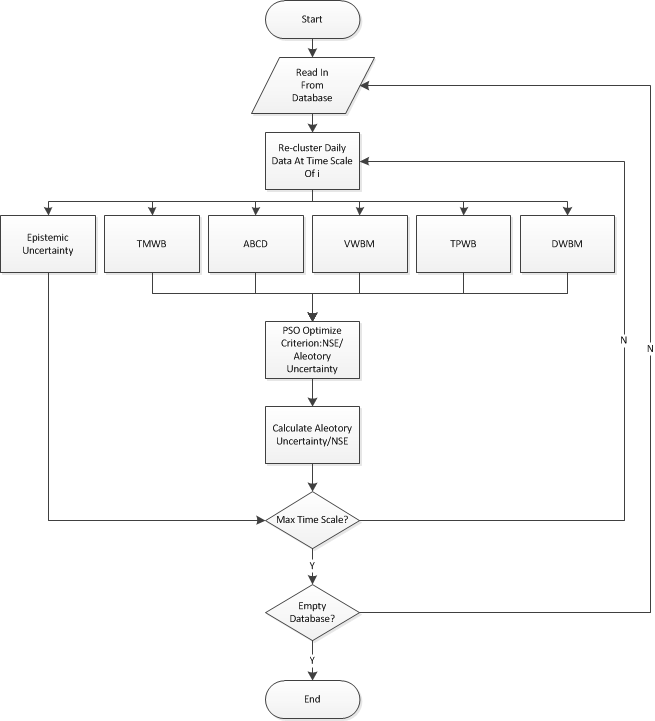 Start
Read In
From
Database
Re-cluster Daily
Data At Time Scale
Of i
Epistemic
Uncertainty
TMWB
ABCD
VWBM
TPWB
DWBM
PSO Optimize
Criterion:NSE/
Aleotory
Uncertainty
N
N
Calculate Aleotory
Uncertainty/NSE
Max Time Scale?
Y
Empty
Database?
Y
End